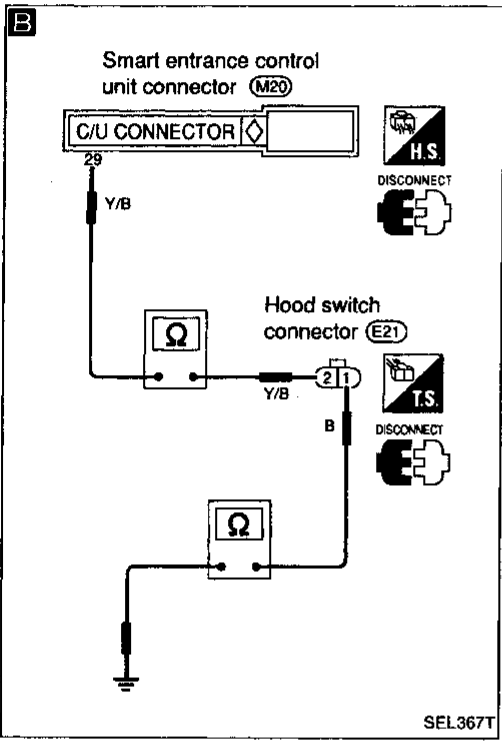 B
Smart entrance control
unit connector M20
C/U CONNECTOR
H.S.
29
DISCONNECT
Y/B
Hood switch
connector E21
Ω
2 1
Y/B
T.S.
B
DISCONNECT
Ω
SEL367T